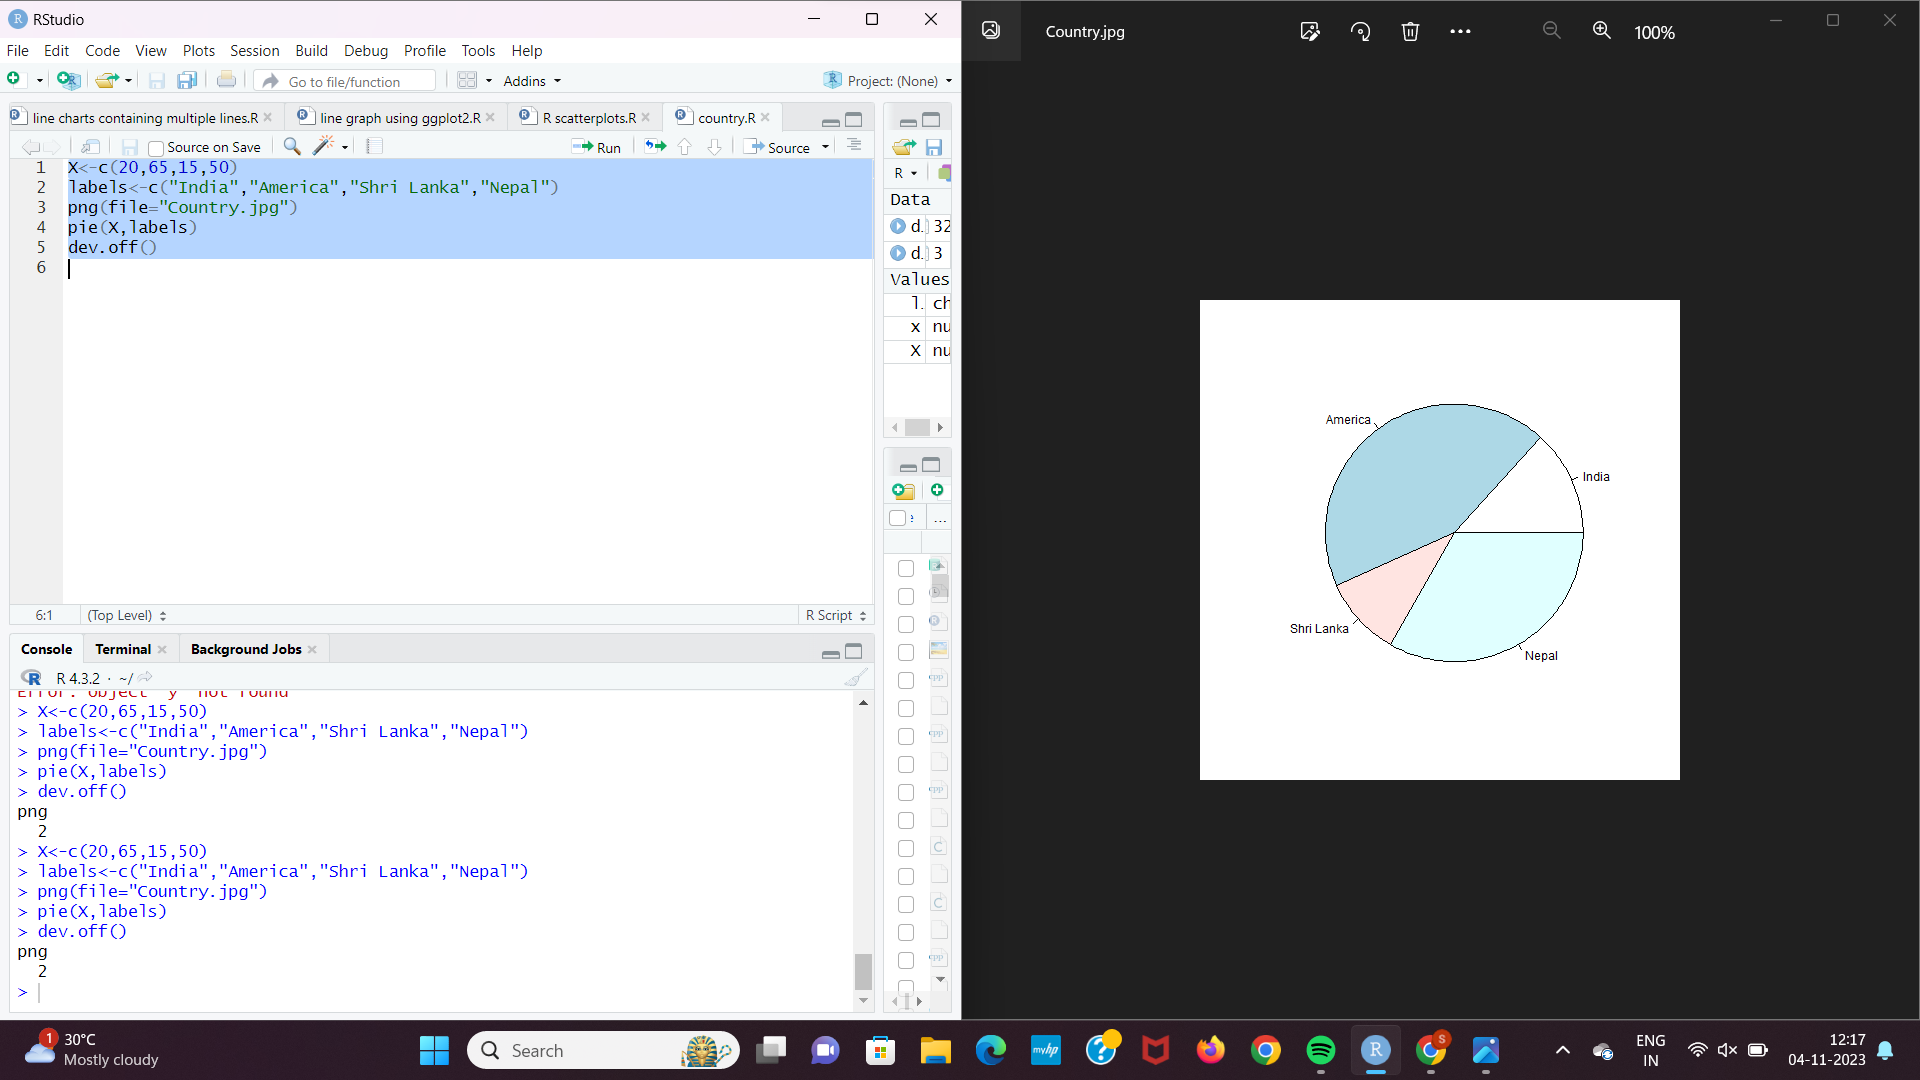 RStudio
File Edit Code View Plots Session Build Debug Profile Tools Help
Go to file/function Addins Project: (None)
line charts containing multiple lines.R line graph using ggplot2.R R scatterplots.R country.R
Source on Save Run Source
1 X<-c(20,65,15,50)
2 labels<-c("India","America","Shri Lanka","Nepal")
3 png(file="Country.jpg")
4 pie(X,labels)
5 dev.off()
6
6:1 (Top Level) R Script
Console Terminal Background Jobs
R 4.3.2 · ~/
Error: object 'y' not found
> X<-c(20,65,15,50)
> labels<-c("India","America","Shri Lanka","Nepal")
> png(file="Country.jpg")
> pie(X,labels)
> dev.off()
png
2
> X<-c(20,65,15,50)
> labels<-c("India","America","Shri Lanka","Nepal")
> png(file="Country.jpg")
> pie(X,labels)
> dev.off()
png
2
>
R
Data
d. 32
d. 3
Values
l. ch
x nu
X nu
...
Country.jpg 100%
America
India
Shri Lanka
Nepal
1 30°C
Mostly cloudy
Search
myhp
ENG
IN
12:17
04-11-2023